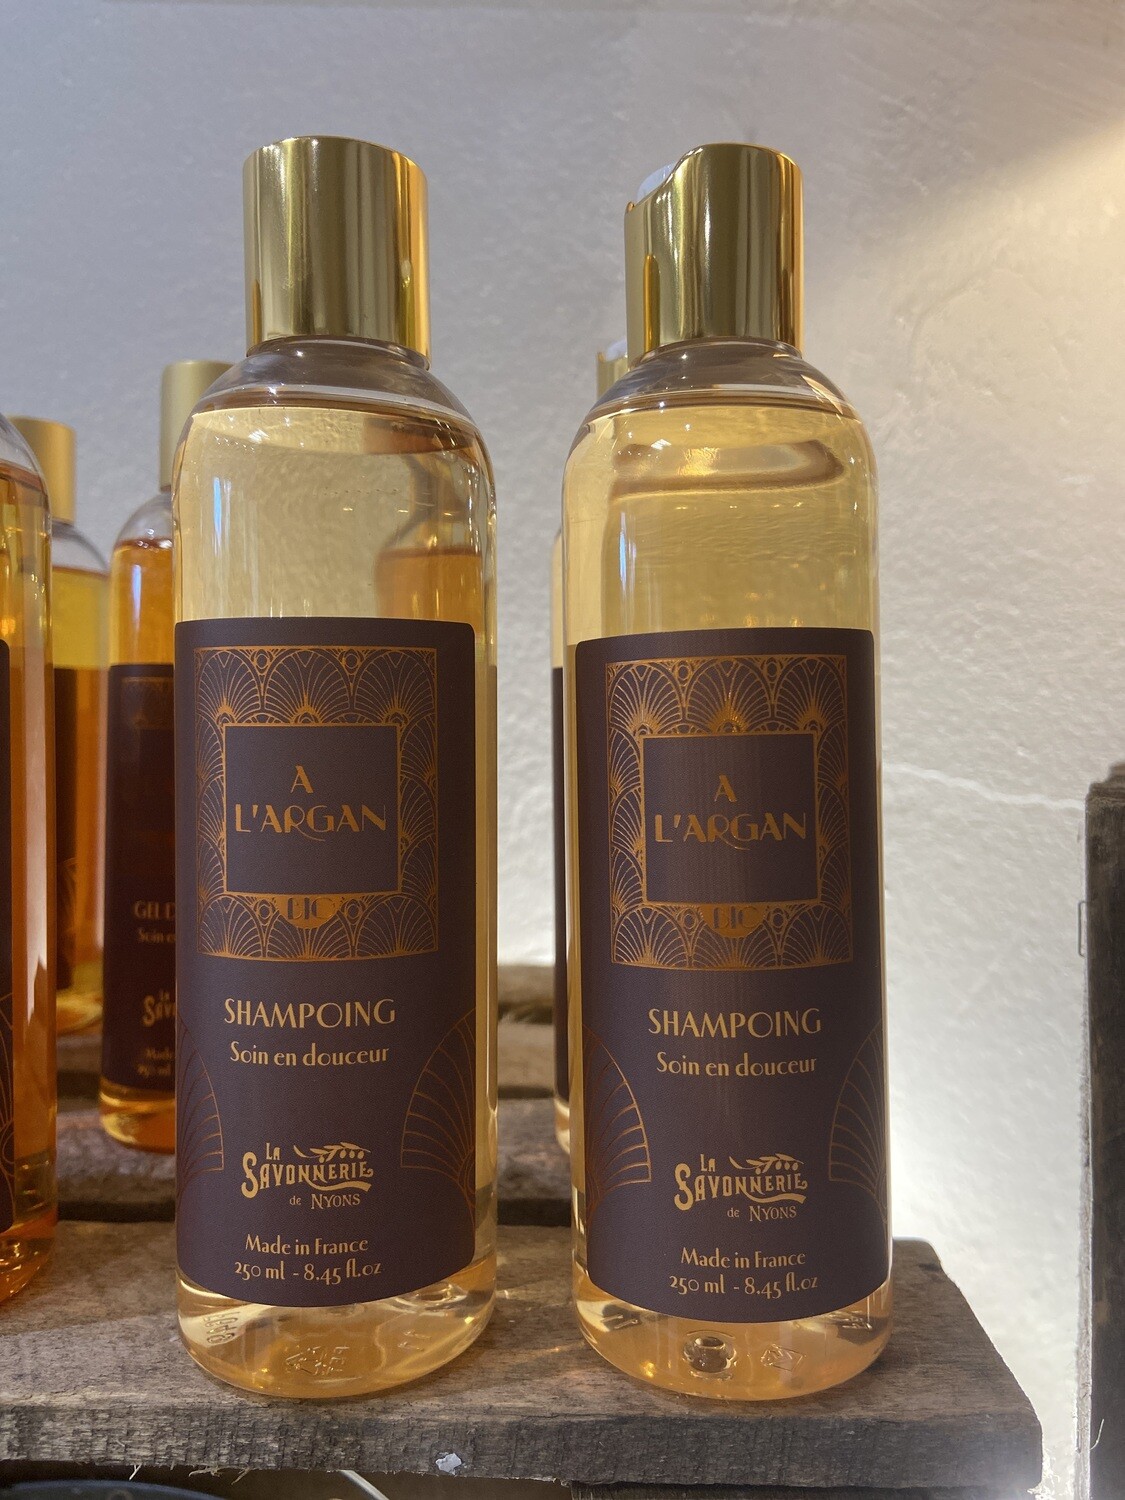 A
L'ARGAN
BIO
SHAMPOING
Soin en douceur
LA
SAVONNERIE
de NYONS
Made in France
250 ml - 8.45 fl.oz
A
L'ARGAN
BIO
SHAMPOING
Soin en douceur
LA
SAVONNERIE
de NYONS
Made in France
250 ml - 8.45 fl.oz
GEL
Soin